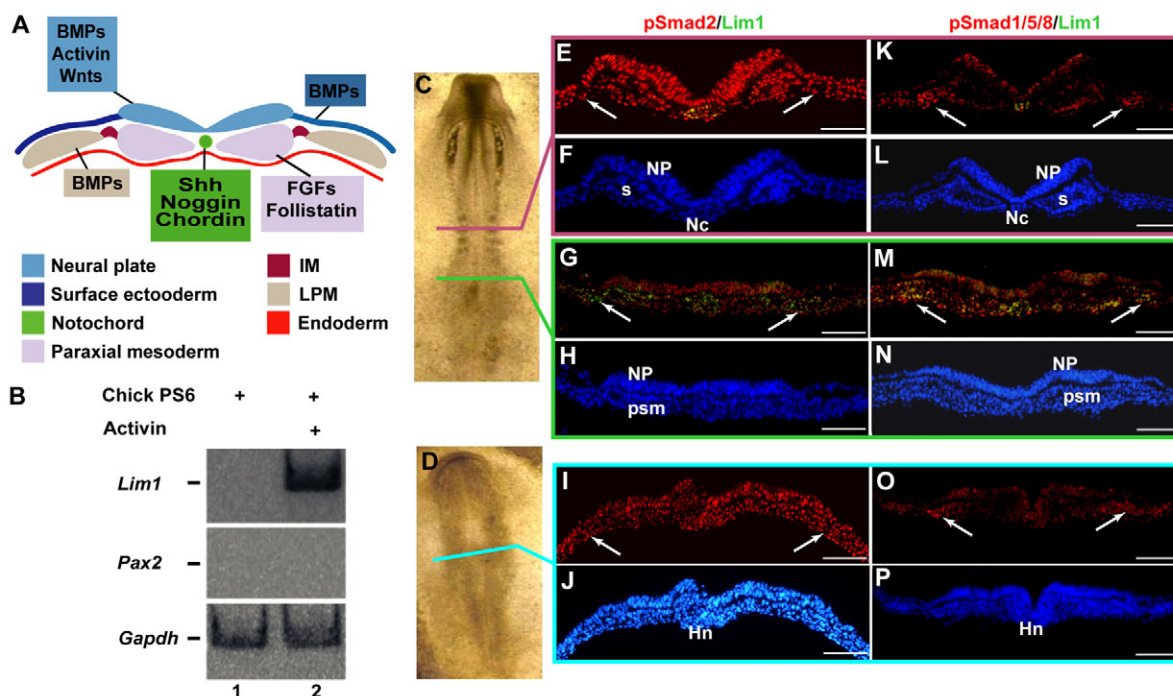 A
BMPs
Activin
Wnts
BMPs
BMPs
Shh
Noggin
Chordin
FGFs
Follistatin
Neural plate
Surface ectooderm
Notochord
Paraxial mesoderm
IM
LPM
Endoderm
B
Chick PS6 + +
Activin +
Lim1
Pax2
Gapdh
1 2
C
D
pSmad2/Lim1
pSmad1/5/8/Lim1
E
K
F
NP
s
Nc
L
NP
s
Nc
G
M
H
NP
psm
N
NP
psm
I
O
J
Hn
P
Hn